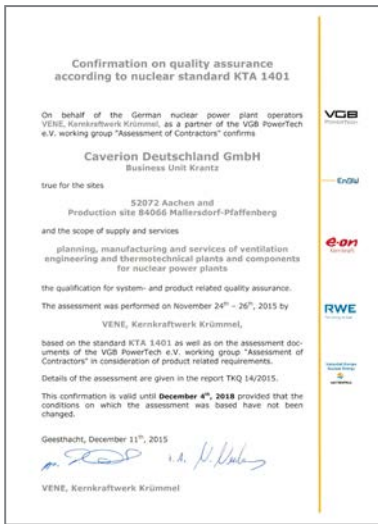 Confirmation on quality assurance
according to nuclear standard KTA 1401
On behalf of the German nuclear power plant operators
VENE, Kernkraftwerk Krümmel, as a partner of the VGB PowerTech
e.V. working group "Assessment of Contractors" confirms
Caverion Deutschland GmbH
Business Unit Krantz
true for the sites
52072 Aachen and
Production site 84066 Mallersdorf-Pfaffenberg
and the scope of supply and services
planning, manufacturing and services of ventilation
engineering and thermotechnical plants and components
for nuclear power plants
the qualification for system- and product related quality assurance.
The assessment was performed on November 24th – 26th, 2015 by
VENE, Kernkraftwerk Krümmel,
based on the standard KTA 1401 as well as on the assessment doc-
uments of the VGB PowerTech e.V. working group "Assessment of
Contractors" in consideration of product related requirements.
Details of the assessment are given in the report TKQ 14/2015.
This confirmation is valid until December 4th, 2018 provided that the
conditions on which the assessment was based have not been
changed.
Geesthacht, December 11th, 2015
VENE, Kernkraftwerk Krümmel
VGB
PowerTech
EnBW
e·on
Kernkraft
RWE
VATTENFALL